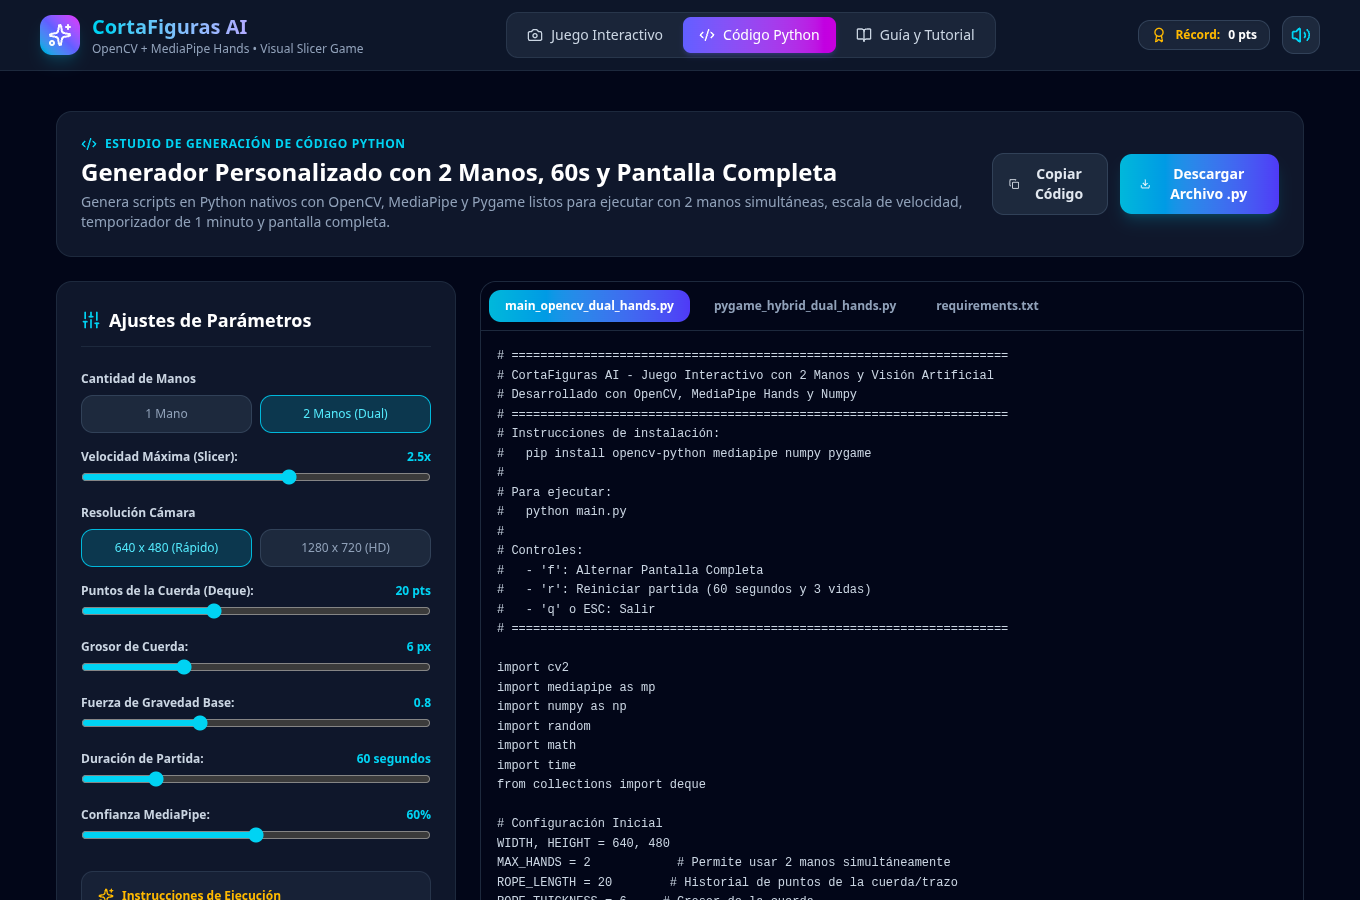 CortaFiguras AI
OpenCV + MediaPipe Hands • Visual Slicer Game
Juego Interactivo
Código Python
Guía y Tutorial
Récord: 0 pts
ESTUDIO DE GENERACIÓN DE CÓDIGO PYTHON
Generador Personalizado con 2 Manos, 60s y Pantalla Completa
Genera scripts en Python nativos con OpenCV, MediaPipe y Pygame listos para ejecutar con 2 manos simultáneas, escala de velocidad,
temporizador de 1 minuto y pantalla completa.
Copiar
Código
Descargar
Archivo .py
Ajustes de Parámetros
Cantidad de Manos
1 Mano
2 Manos (Dual)
Velocidad Máxima (Slicer): 2.5x
Resolución Cámara
640 x 480 (Rápido)
1280 x 720 (HD)
Puntos de la Cuerda (Deque): 20 pts
Grosor de Cuerda: 6 px
Fuerza de Gravedad Base: 0.8
Duración de Partida: 60 segundos
Confianza MediaPipe: 60%
Instrucciones de Ejecución
main_opencv_dual_hands.py
pygame_hybrid_dual_hands.py
requirements.txt
# =====================================================================
# CortaFiguras AI - Juego Interactivo con 2 Manos y Visión Artificial
# Desarrollado con OpenCV, MediaPipe Hands y Numpy
# =====================================================================
# Instrucciones de instalación:
#   pip install opencv-python mediapipe numpy pygame
#
# Para ejecutar:
#   python main.py
#
# Controles:
#   - 'f': Alternar Pantalla Completa
#   - 'r': Reiniciar partida (60 segundos y 3 vidas)
#   - 'q' o ESC: Salir
# =====================================================================
import cv2
import mediapipe as mp
import numpy as np
import random
import math
import time
from collections import deque
# Configuración Inicial
WIDTH, HEIGHT = 640, 480
MAX_HANDS = 2            # Permite usar 2 manos simultáneamente
ROPE_LENGTH = 20        # Historial de puntos de la cuerda/trazo
ROPE_THICKNESS = 6     # Grosor de la cuerda